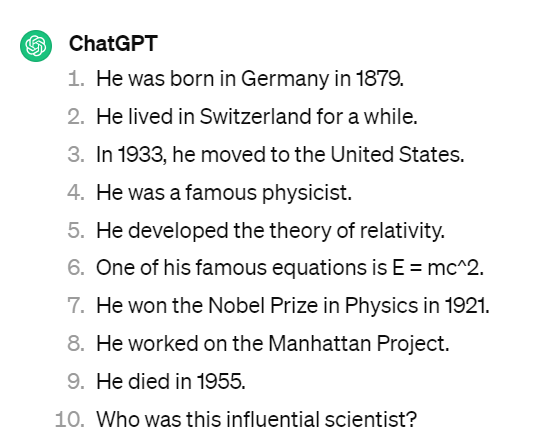 ChatGPT
1. He was born in Germany in 1879.
2. He lived in Switzerland for a while.
3. In 1933, he moved to the United States.
4. He was a famous physicist.
5. He developed the theory of relativity.
6. One of his famous equations is E = mc^2.
7. He won the Nobel Prize in Physics in 1921.
8. He worked on the Manhattan Project.
9. He died in 1955.
10. Who was this influential scientist?